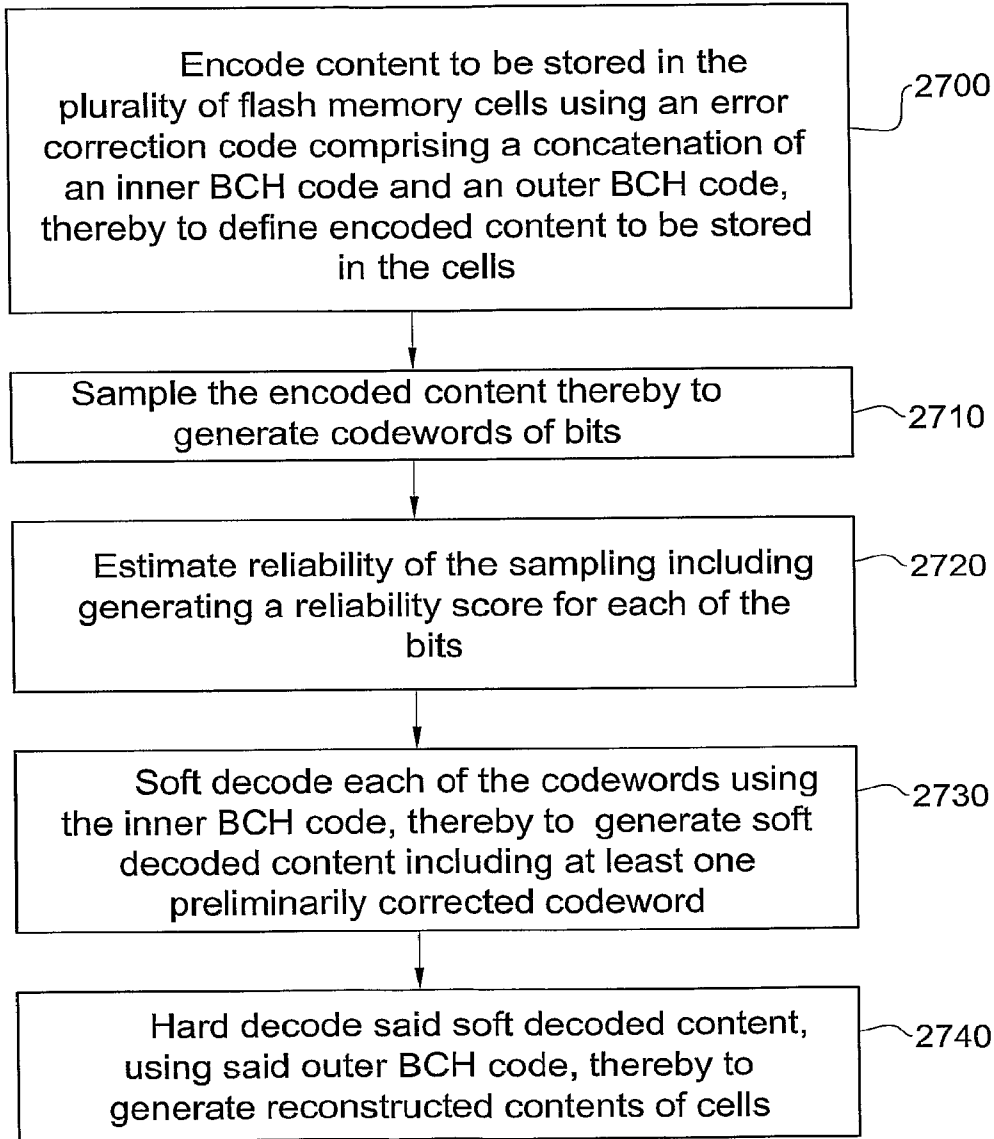 Encode content to be stored in the
plurality of flash memory cells using an error
correction code comprising a concatenation of
an inner BCH code and an outer BCH code,
thereby to define encoded content to be stored
in the cells
2700
Sample the encoded content thereby to
generate codewords of bits
2710
Estimate reliability of the sampling including
generating a reliability score for each of the
bits
2720
Soft decode each of the codewords using
the inner BCH code, thereby to generate soft
decoded content including at least one
preliminarily corrected codeword
2730
Hard decode said soft decoded content,
using said outer BCH code, thereby to
generate reconstructed contents of cells
2740